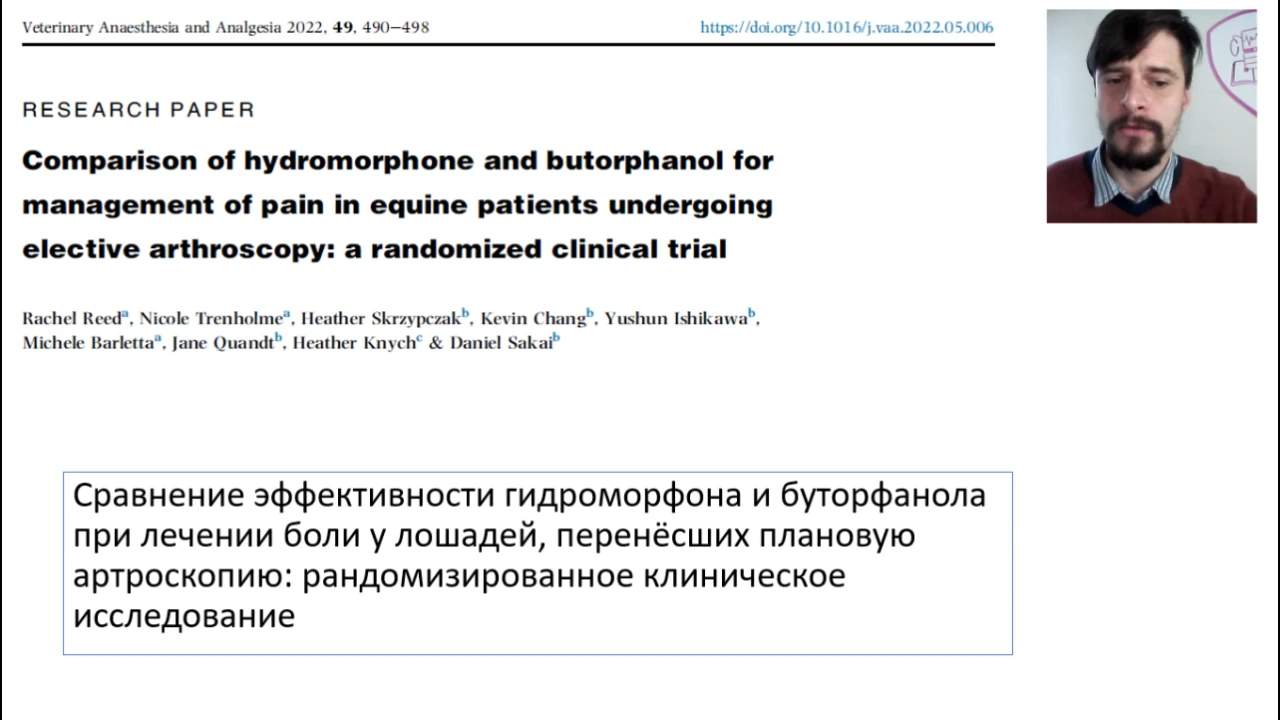 Veterinary Anaesthesia and Analgesia 2022, 49, 490–498
https://doi.org/10.1016/j.vaa.2022.05.006
RESEARCH PAPER
Comparison of hydromorphone and butorphanol for
management of pain in equine patients undergoing
elective arthroscopy: a randomized clinical trial
Rachel Reedᵃ, Nicole Trenholmeᵃ, Heather Skrzypczakᵇ, Kevin Changᵇ, Yushun Ishikawaᵇ,
Michele Barlettaᵃ, Jane Quandtᵇ, Heather Knychᶜ & Daniel Sakaiᵇ
Сравнение эффективности гидроморфона и буторфанола
при лечении боли у лошадей, перенёсших плановую
артроскопию: рандомизированное клиническое
исследование